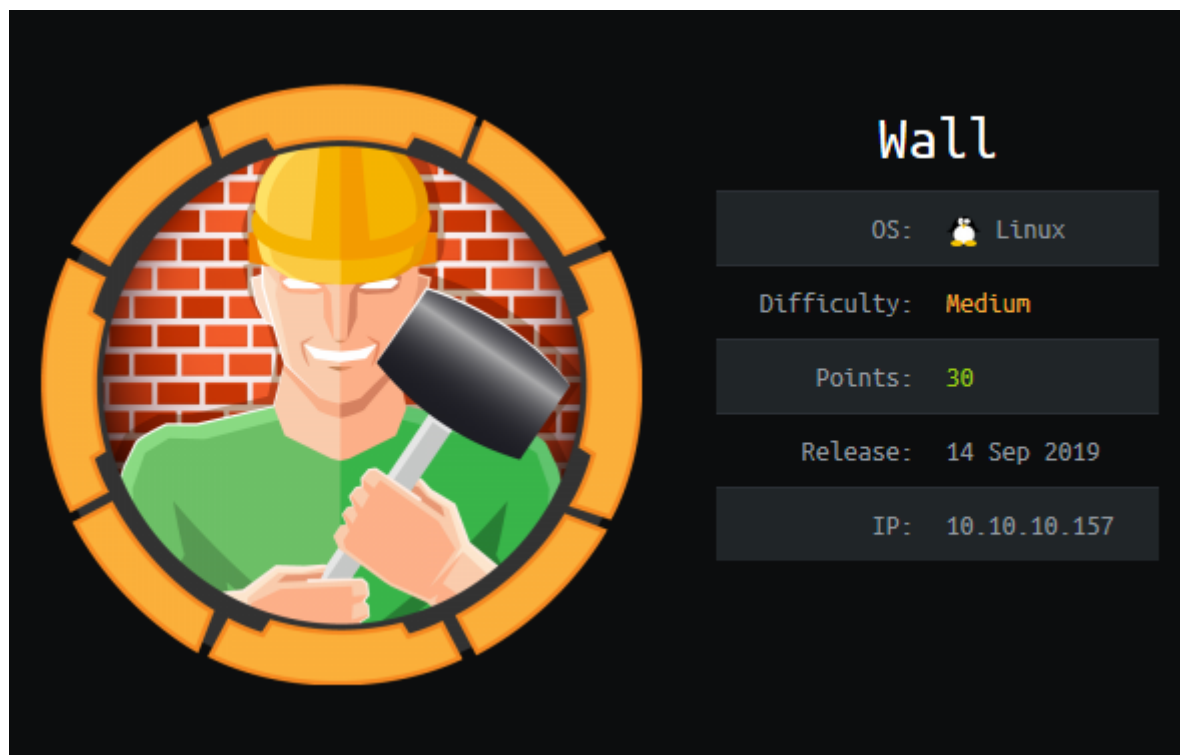 Wall
OS: Linux
Difficulty: Medium
Points: 30
Release: 14 Sep 2019
IP: 10.10.10.157